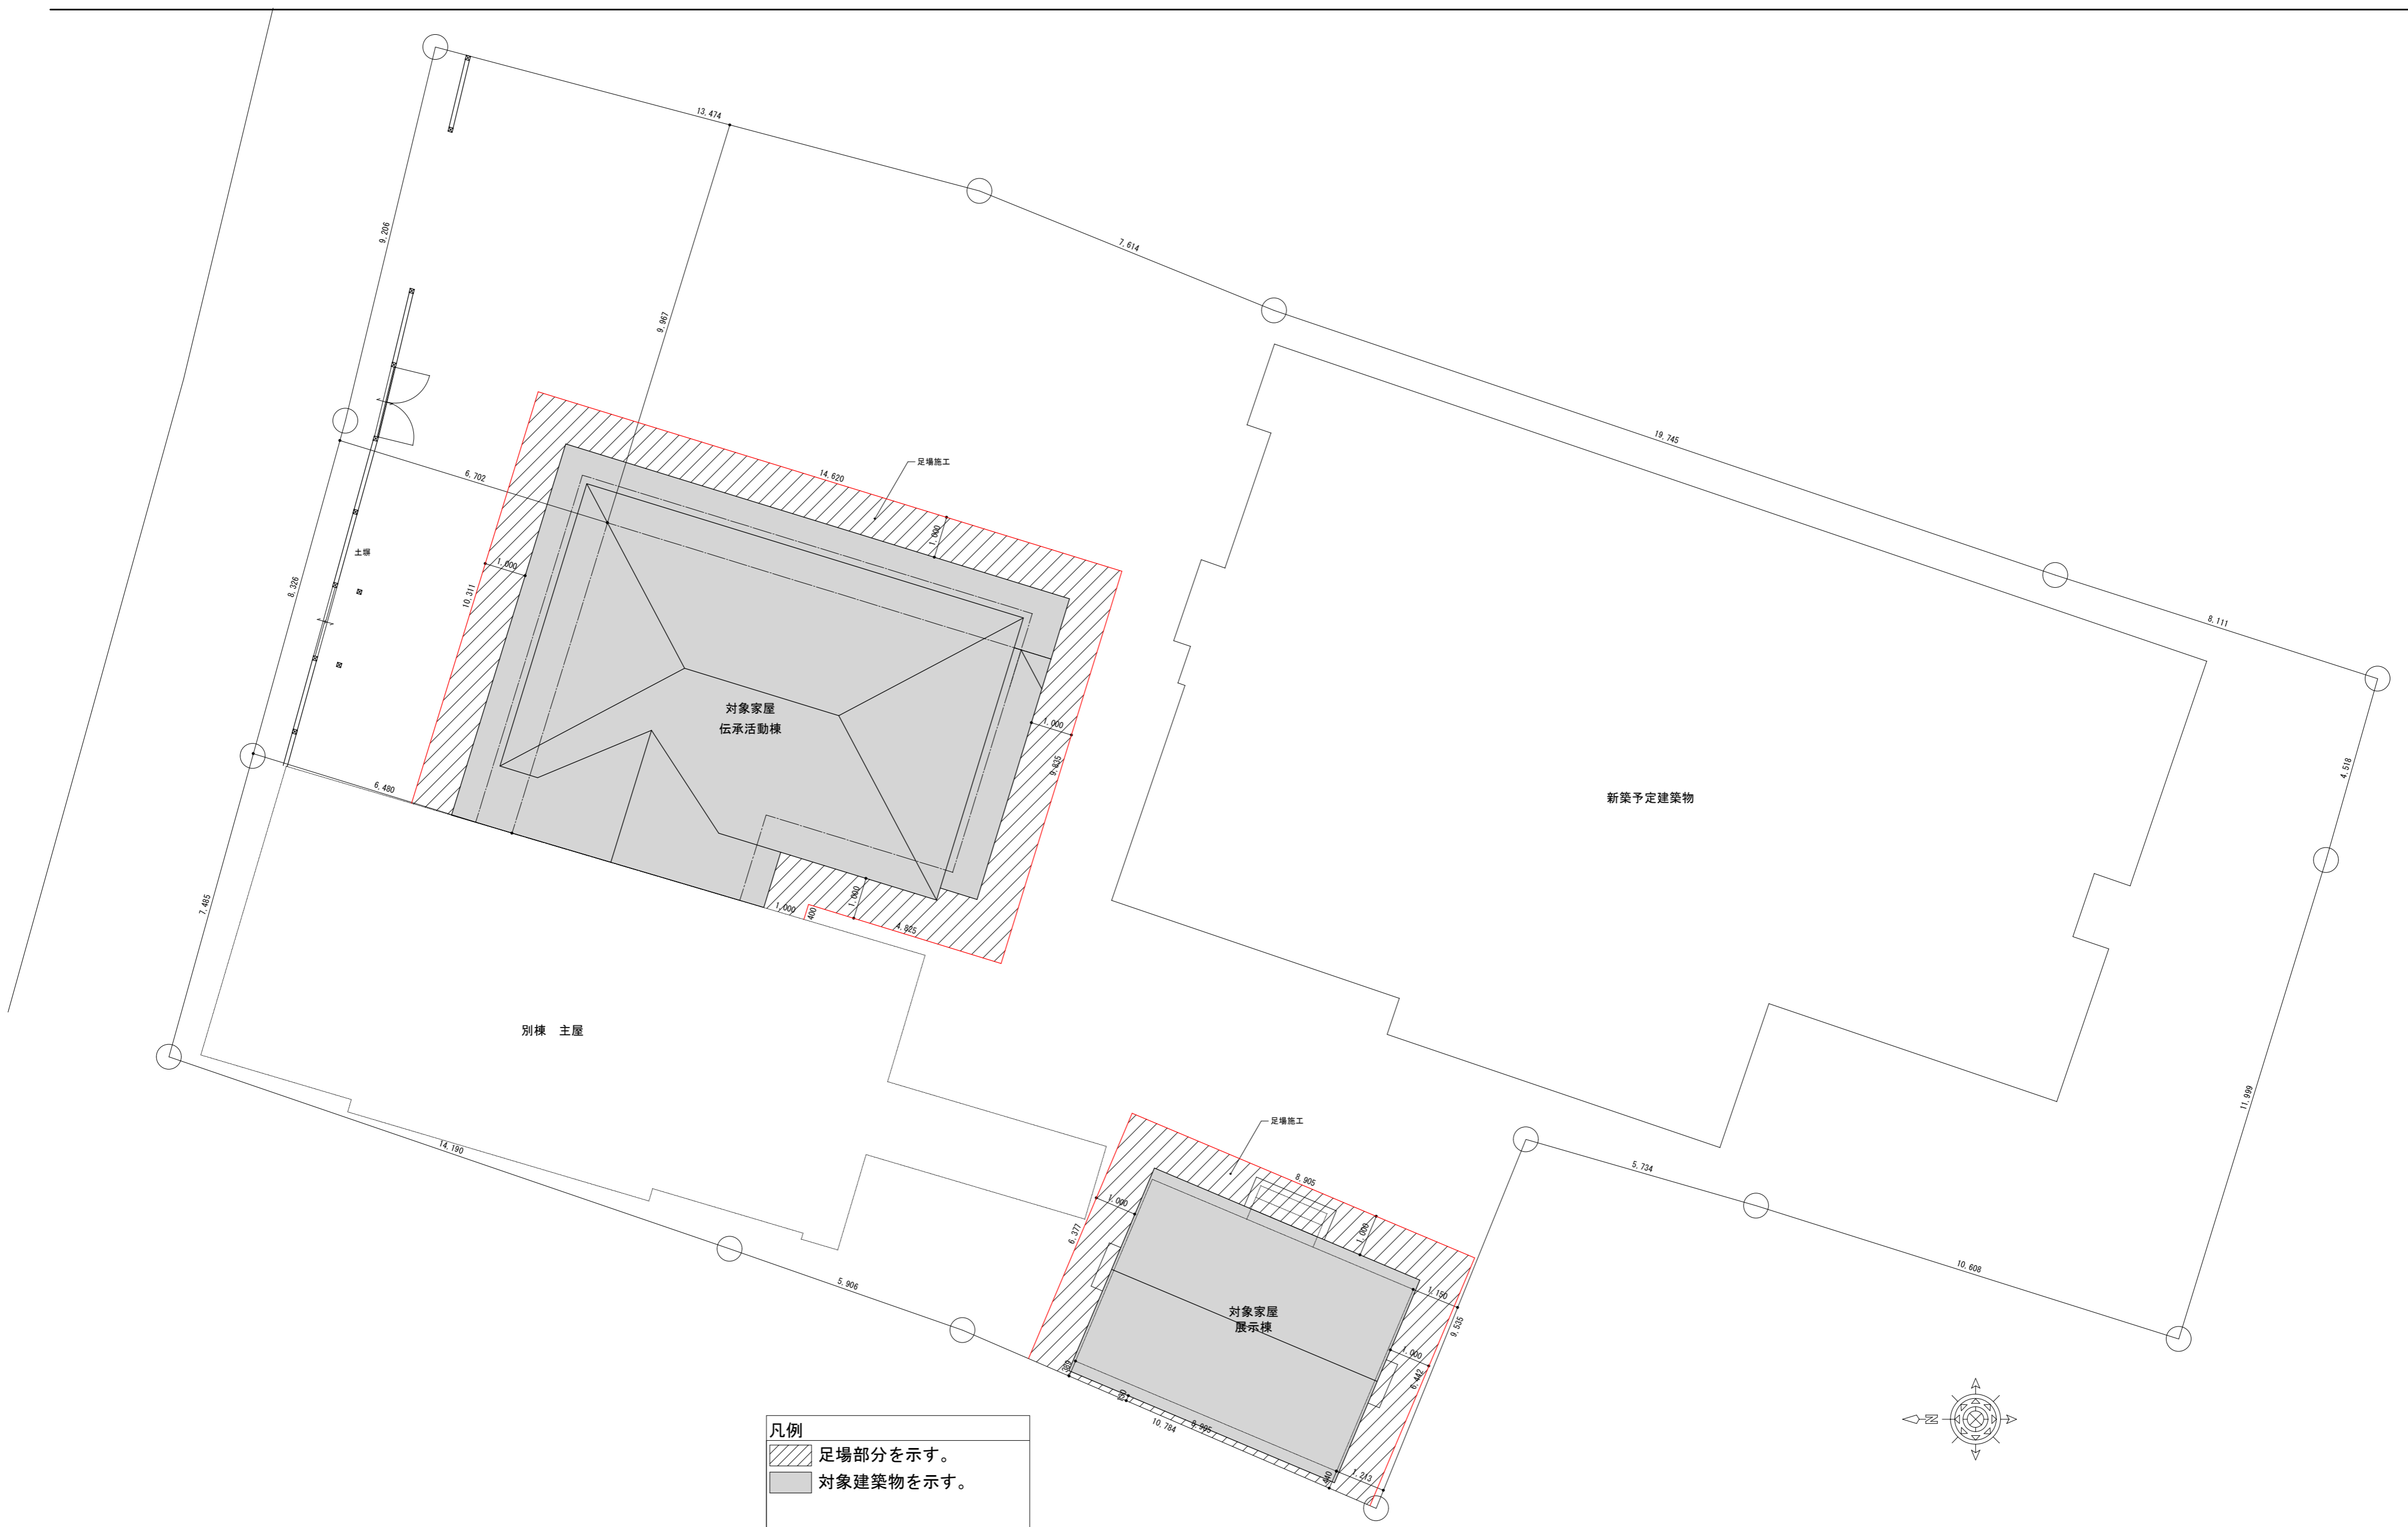 13,474
7,614
9,206
9,967
19,745
6,702
14,620
足場施工
1,000
土塀
1,000
10,311
8,326
8,111
対象家屋
伝承活動棟
1,000
9,835
4,518
新築予定建築物
6,480
7,485
1,000
1,000
400
4,825
別棟　主屋
11,999
足場施工
14,190
8,905
5,734
1,000
1,000
6,377
10,608
5,906
1,150
対象家屋
展示棟
9,535
1,000
6,442
10,784
8,995
1,213
N
凡例
足場部分を示す。
対象建築物を示す。